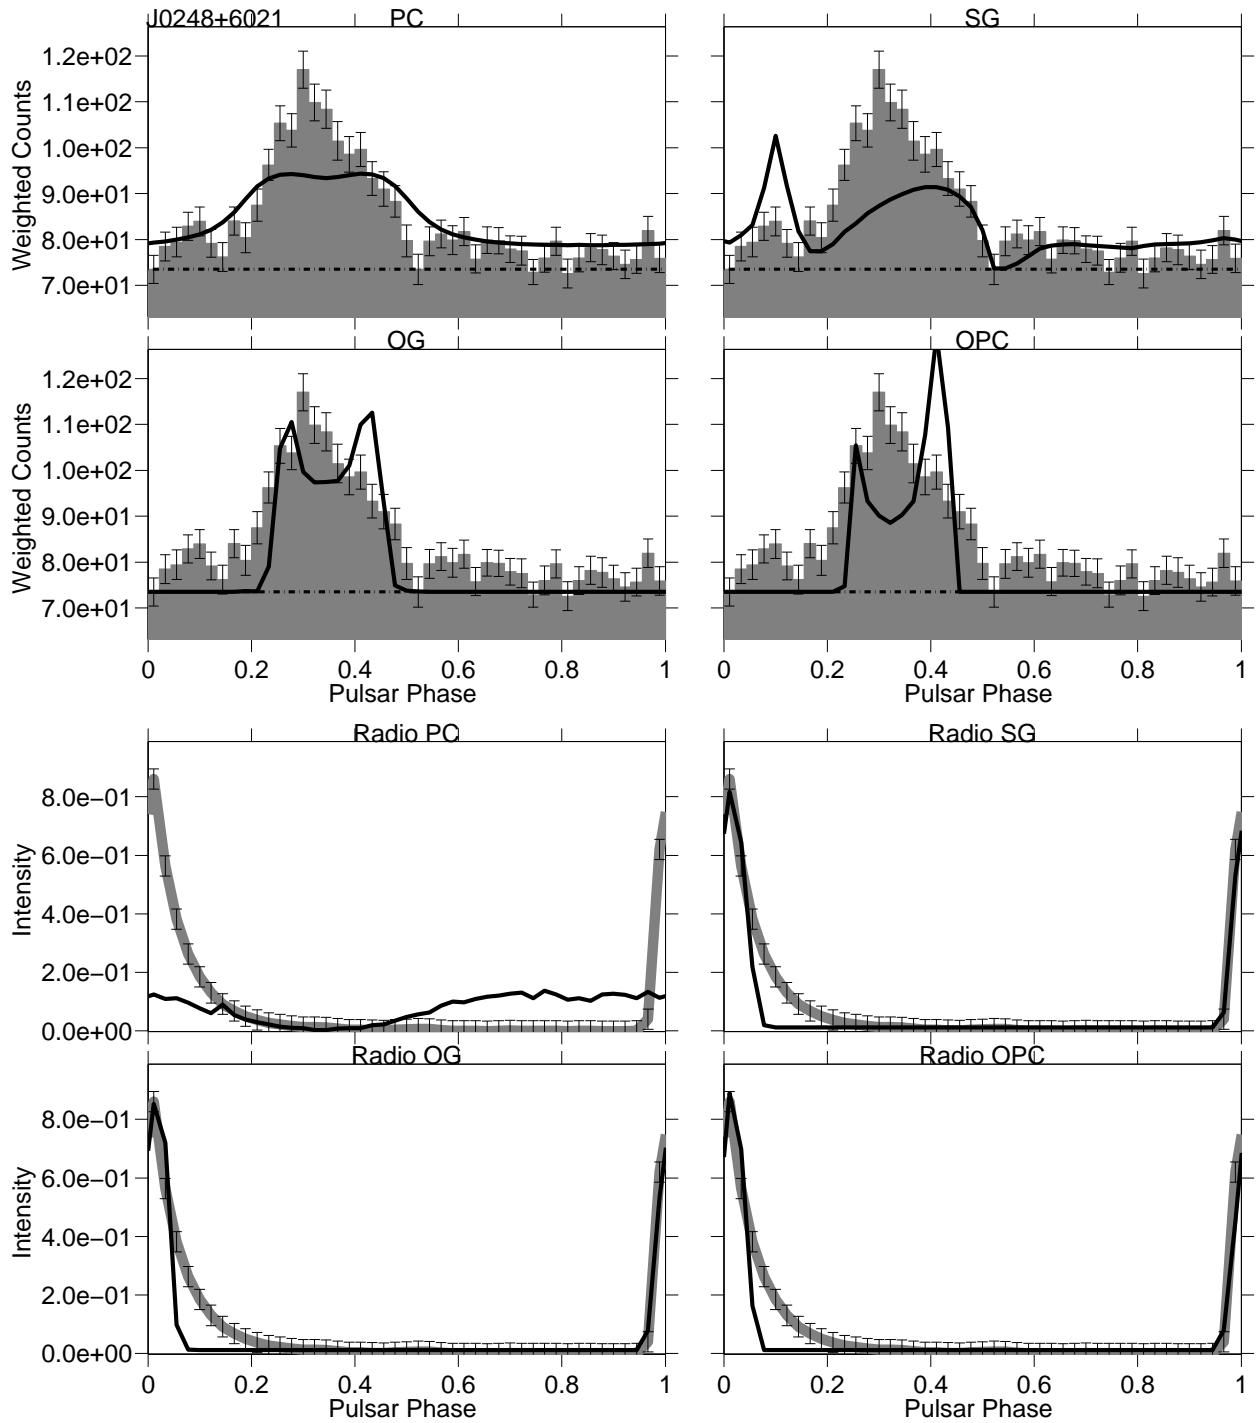 J0248+6021 PC SG
1.2e+02
1.1e+02
1.0e+02
9.0e+01
8.0e+01
7.0e+01
Weighted Counts
OG OPC
1.2e+02
1.1e+02
1.0e+02
9.0e+01
8.0e+01
7.0e+01
Weighted Counts
0 0.2 0.4 0.6 0.8 1 0 0.2 0.4 0.6 0.8 1
Pulsar Phase Pulsar Phase
Radio PC Radio SG
8.0e−01
6.0e−01
4.0e−01
2.0e−01
0.0e+00
Intensity
Radio OG Radio OPC
8.0e−01
6.0e−01
4.0e−01
2.0e−01
0.0e+00
Intensity
0 0.2 0.4 0.6 0.8 1 0 0.2 0.4 0.6 0.8 1
Pulsar Phase Pulsar Phase